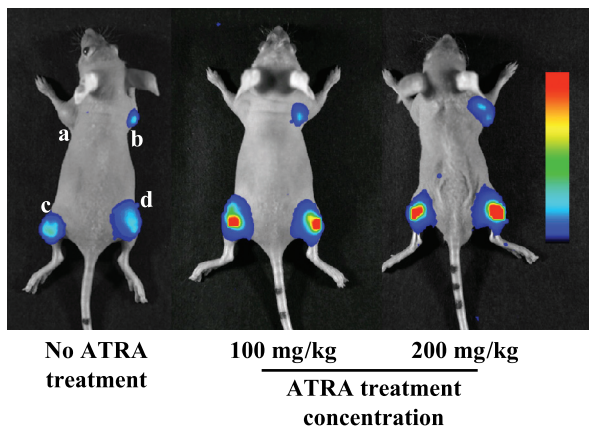 a
b
c
d
No ATRA
treatment
100 mg/kg
200 mg/kg
ATRA treatment
concentration